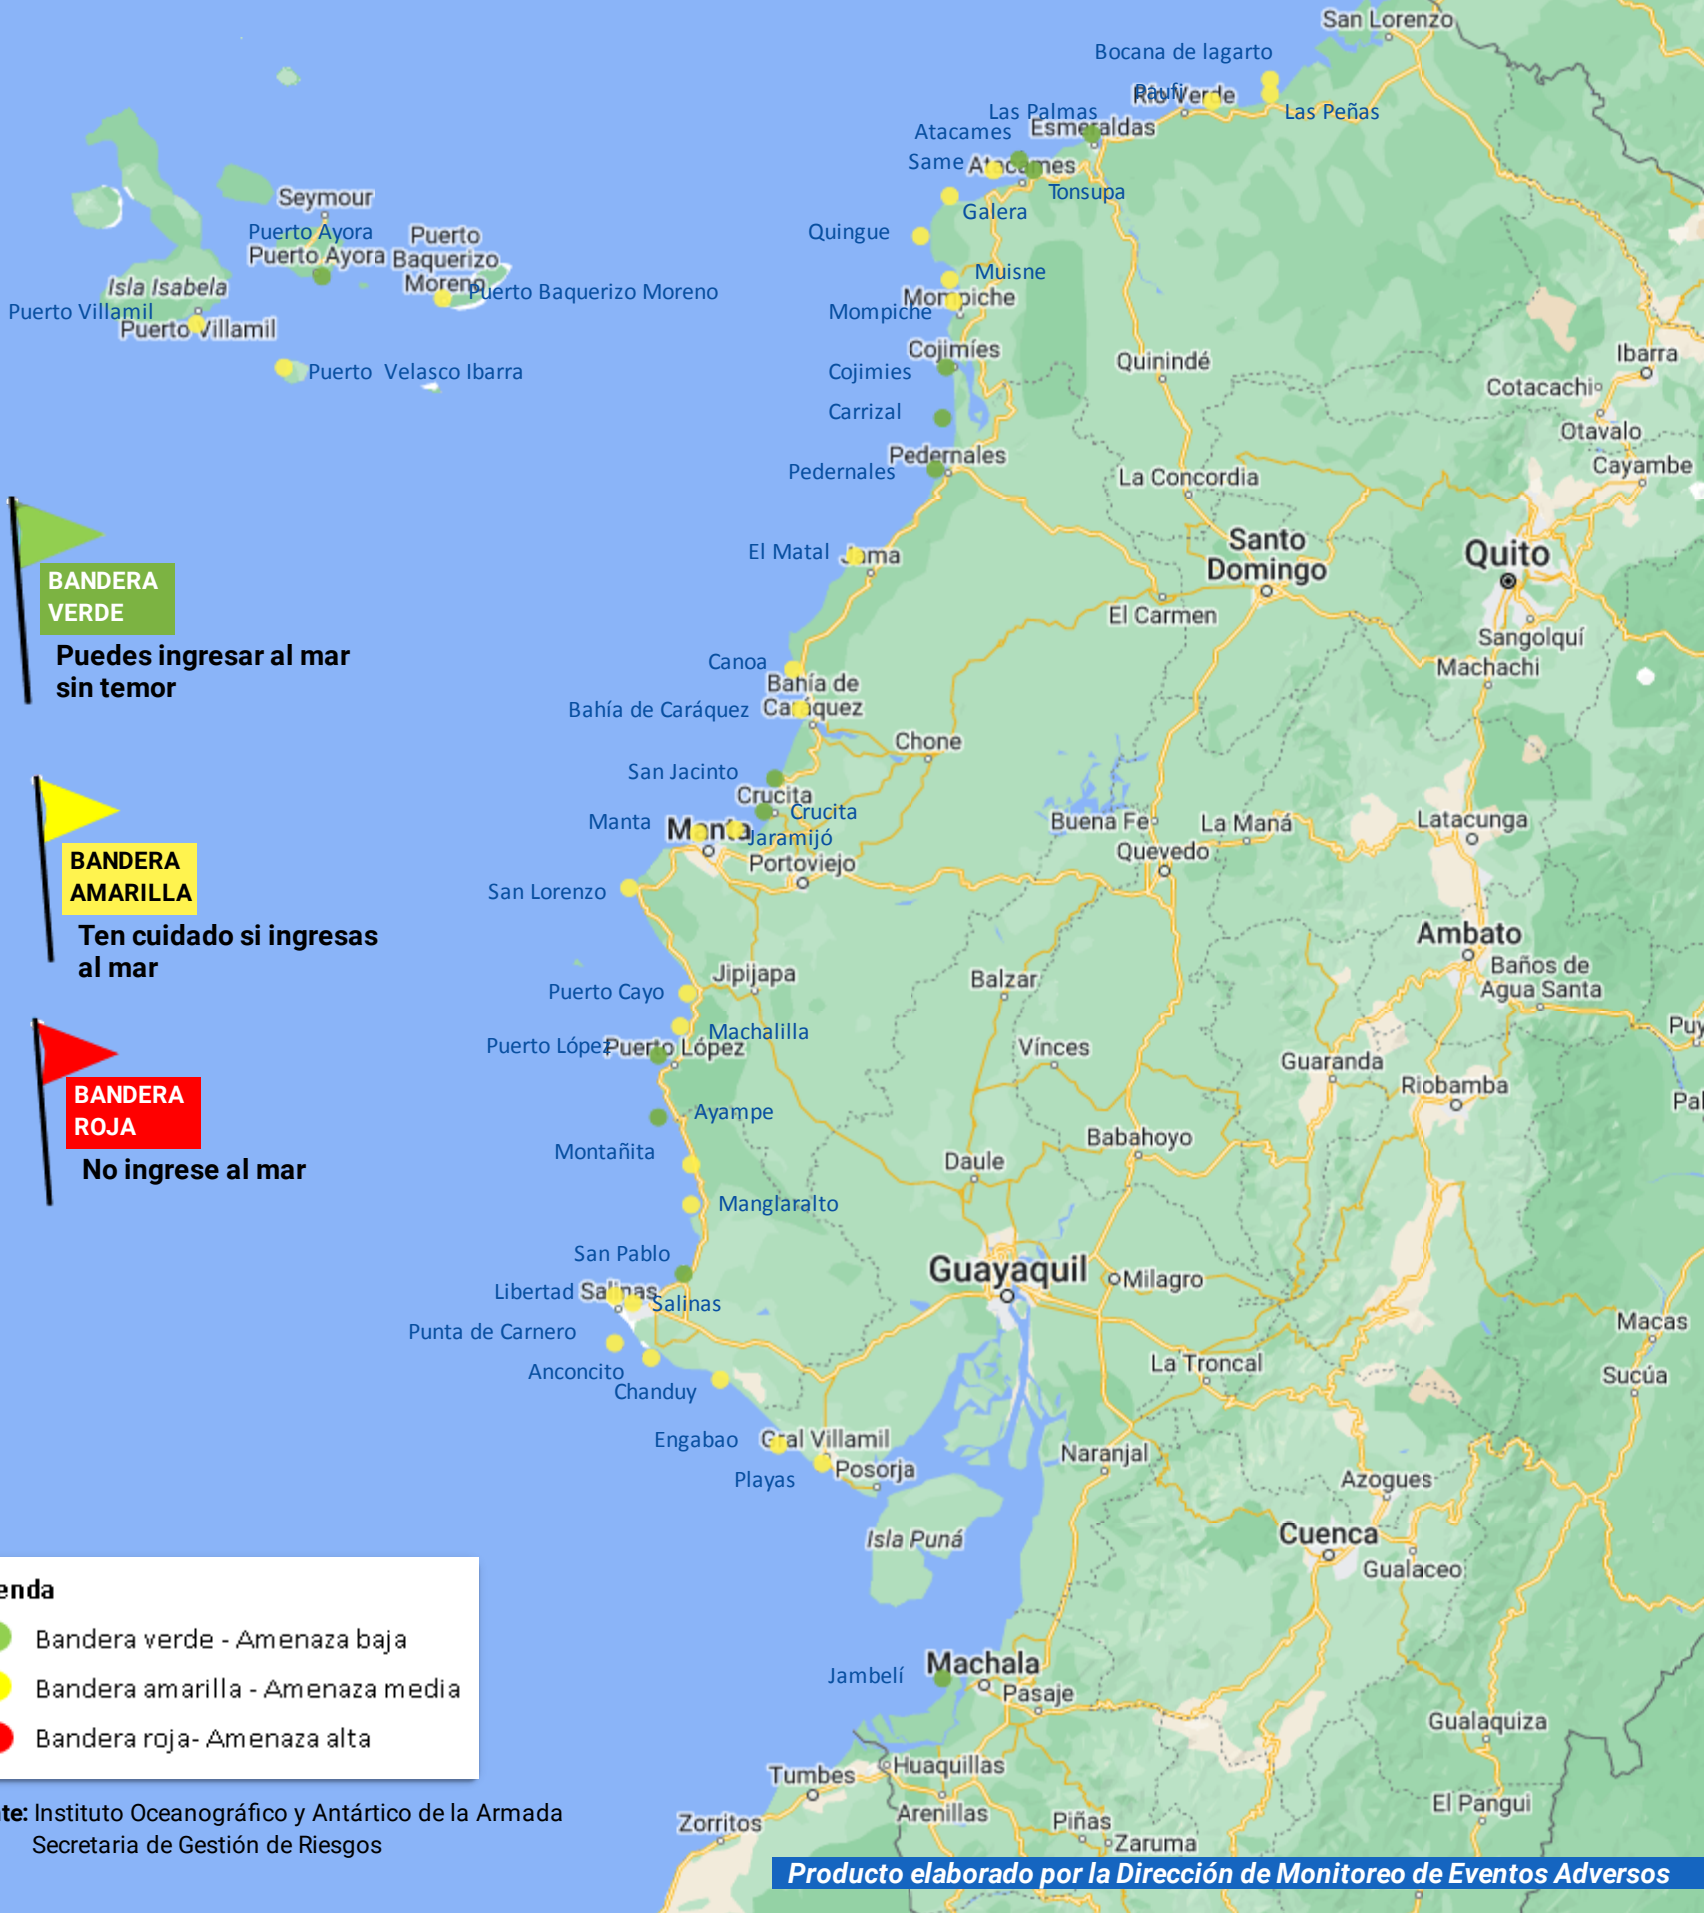 San Lorenzo
Bocana de lagarto
Río Verde
Las Palmas
Las Peñas
Atacames
Esmeraldas
Same
Atacames
Tonsupa
Galera
Quingue
Muisne
Mompiche
Mompiche
Cojimíes
Cojimies
Carrizal
Pedernales
Pedernales
El Matal
Jama
Canoa
Bahía de
Caráquez
Bahía de Caráquez
San Jacinto
Crucita
Crucita
Manta
Manta
Jaramijó
Portoviejo
San Lorenzo
Puerto Cayo
Jipijapa
Machalilla
Puerto López
Puerto López
Ayampe
Montañita
Manglaralto
San Pablo
Libertad
Salinas
Salinas
Punta de Carnero
Anconcito
Chanduy
Engabao
Gral Villamil
Playas
Posorja
Isla Puná
Jambelí
Machala
Pasaje
Huaquillas
Tumbes
Arenillas
Zorritos
Piñas
Zaruma
Seymour
Puerto Ayora
Puerto Ayora
Puerto
Baquerizo
Moreno
Puerto Baquerizo Moreno
Isla Isabela
Puerto Villamil
Puerto Villamil
Puerto Velasco Ibarra
Quinindé
Ibarra
Cotacachi
Otavalo
Cayambe
La Concordia
Santo
Domingo
Quito
El Carmen
Sangolquí
Machachi
Chone
Buena Fe
La Maná
Latacunga
Quevedo
Ambato
Baños de
Agua Santa
Balzar
Puy
Vínces
Guaranda
Riobamba
Pal
Babahoyo
Daule
Guayaquil
Milagro
Macas
La Troncal
Sucúa
Naranjal
Azogues
Cuenca
Gualaceo
Gualaquiza
El Pangui
BANDERA
VERDE
Puedes ingresar al mar
sin temor
BANDERA
AMARILLA
Ten cuidado si ingresas
al mar
BANDERA
ROJA
No ingrese al mar
enda
Bandera verde - Amenaza baja
Bandera amarilla - Amenaza media
Bandera roja- Amenaza alta
te: Instituto Oceanográfico y Antártico de la Armada
Secretaria de Gestión de Riesgos
Producto elaborado por la Dirección de Monitoreo de Eventos Adversos